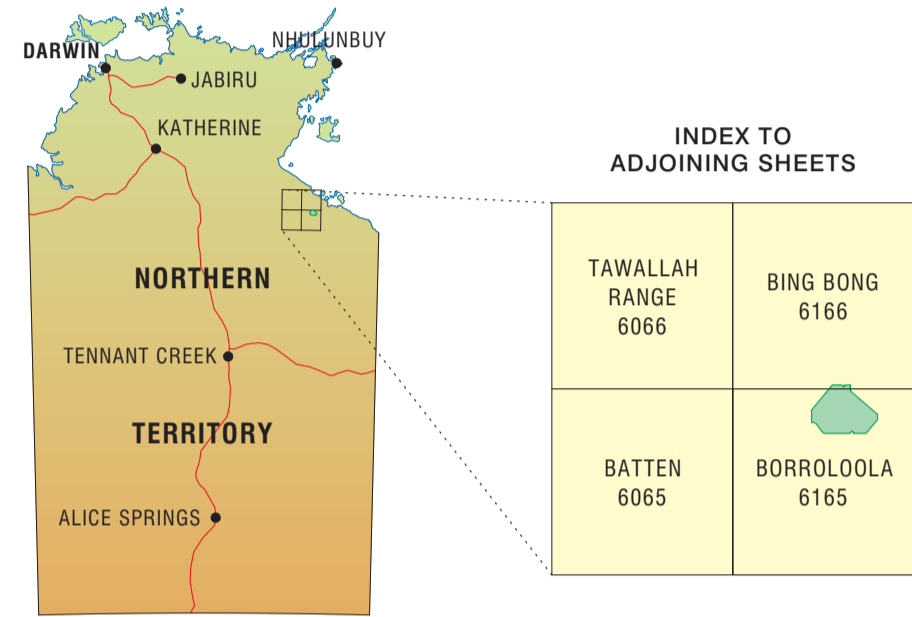 DARWIN
NHULUNBUY
JABIRU
KATHERINE
NORTHERN
TENNANT CREEK
TERRITORY
ALICE SPRINGS
INDEX TO
ADJOINING SHEETS
TAWALLAH
RANGE
6066
BING BONG
6166
BATTEN
6065
BORROLOOLA
6165